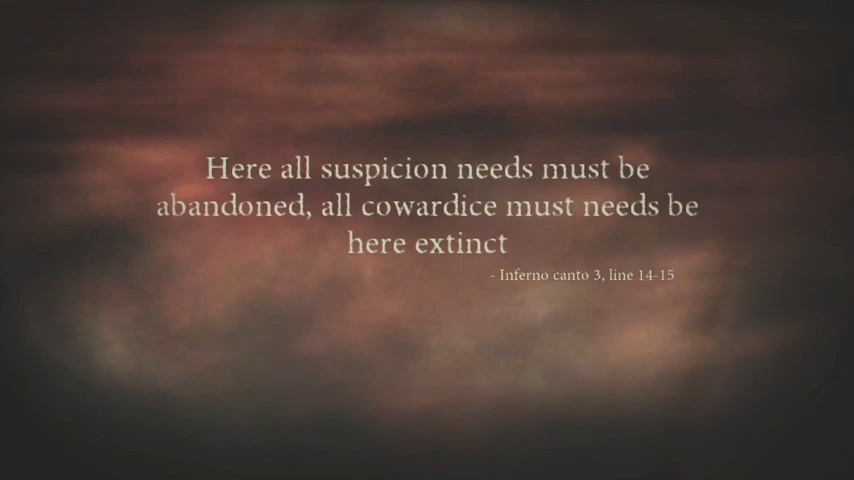 Here all suspicion needs must be
abandoned, all cowardice must needs be
here extinct
- Inferno canto 3, line 14-15